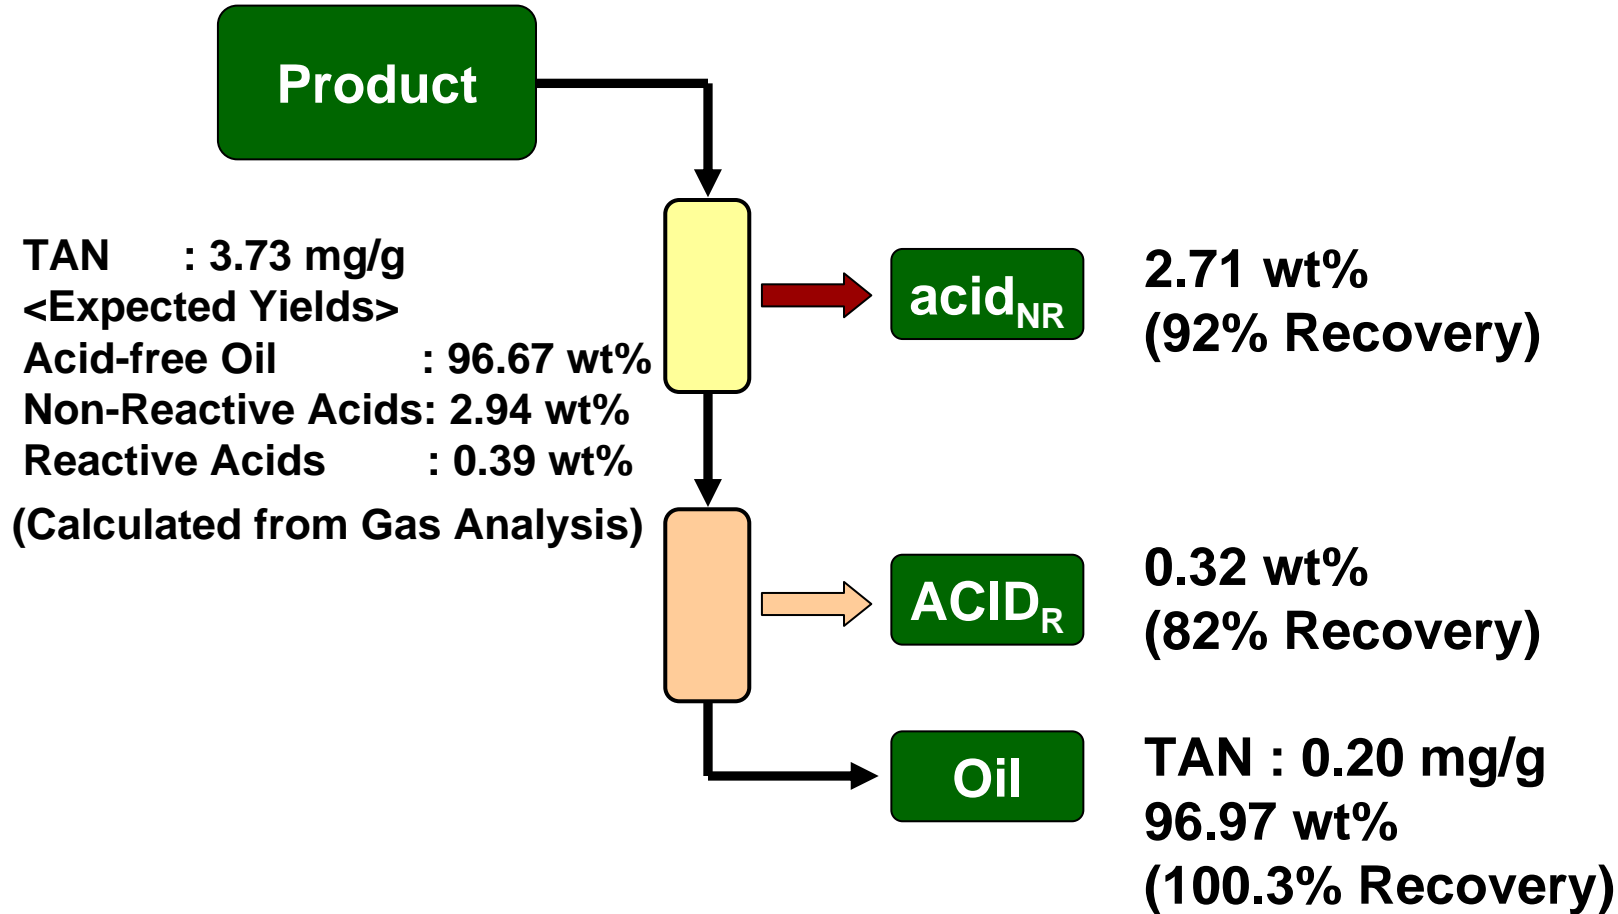 Product
TAN : 3.73 mg/g
<Expected Yields>
Acid-free Oil : 96.67 wt%
Non-Reactive Acids: 2.94 wt%
Reactive Acids : 0.39 wt%
(Calculated from Gas Analysis)
acidNR
2.71 wt%
(92% Recovery)
ACIDR
0.32 wt%
(82% Recovery)
Oil
TAN : 0.20 mg/g
96.97 wt%
(100.3% Recovery)